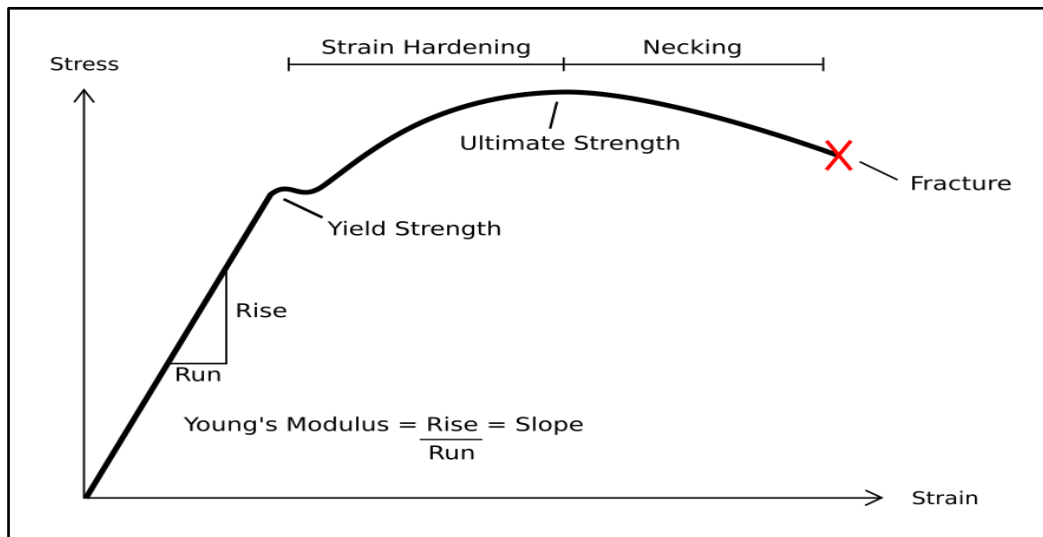 Strain Hardening
Necking
Stress
Ultimate Strength
Fracture
Yield Strength
Rise
Run
Young's Modulus = Rise = Slope
Run
Strain